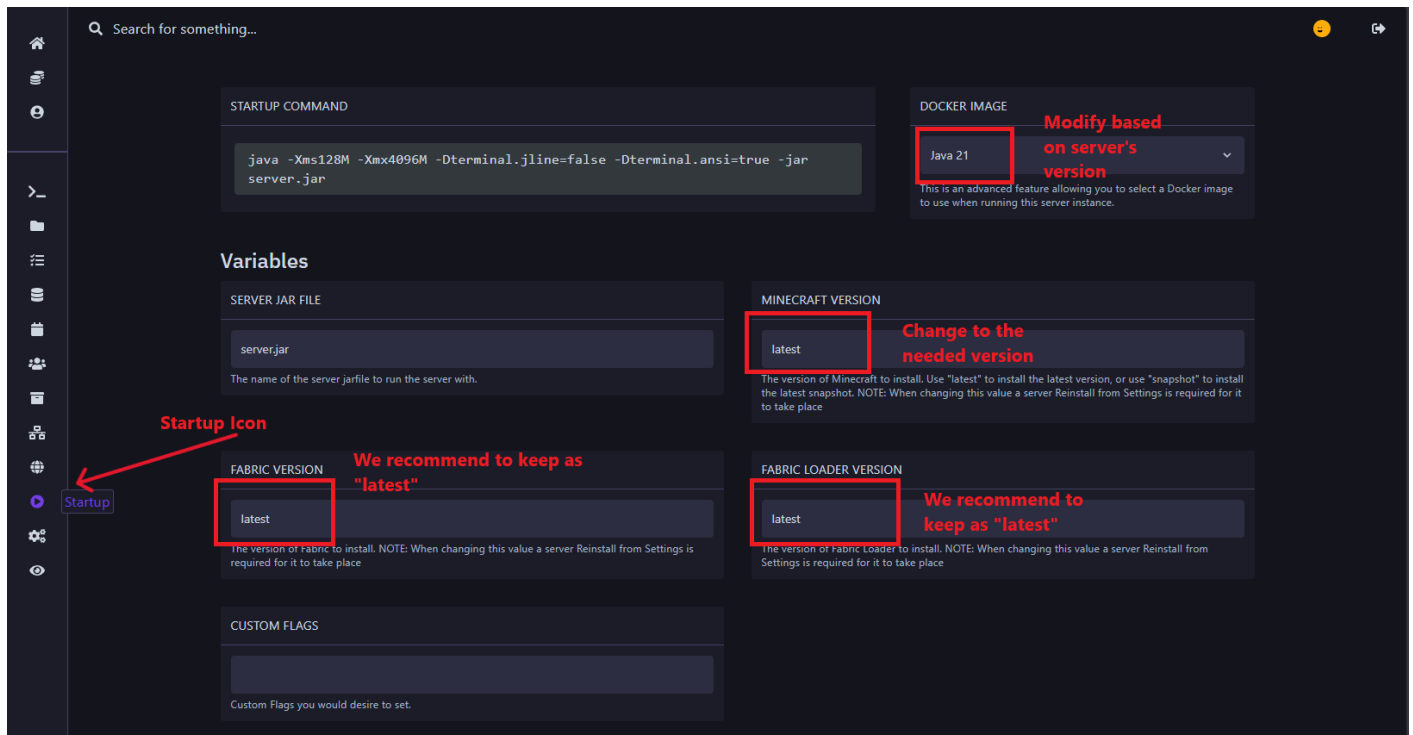 Search for something...
STARTUP COMMAND
java -Xms128M -Xmx4096M -Dterminal.jline=false -Dterminal.ansi=true -jar
server.jar
DOCKER IMAGE
Modify based
on server's
version
Java 21
This is an advanced feature allowing you to select a Docker image
to use when running this server instance.
Variables
SERVER JAR FILE
server.jar
The name of the server jarfile to run the server with.
MINECRAFT VERSION
latest
Change to the
needed version
The version of Minecraft to install. Use "latest" to install the latest version, or use "snapshot" to install
the latest snapshot. NOTE: When changing this value a server Reinstall from Settings is required for it
to take place
Startup Icon
Startup
FABRIC VERSION
We recommend to keep as
"latest"
latest
The version of Fabric to install. NOTE: When changing this value a server Reinstall from Settings is
required for it to take place
FABRIC LOADER VERSION
latest
We recommend to
keep as "latest"
The version of Fabric Loader to install. NOTE: When changing this value a server Reinstall from
Settings is required for it to take place
CUSTOM FLAGS
Custom Flags you would desire to set.